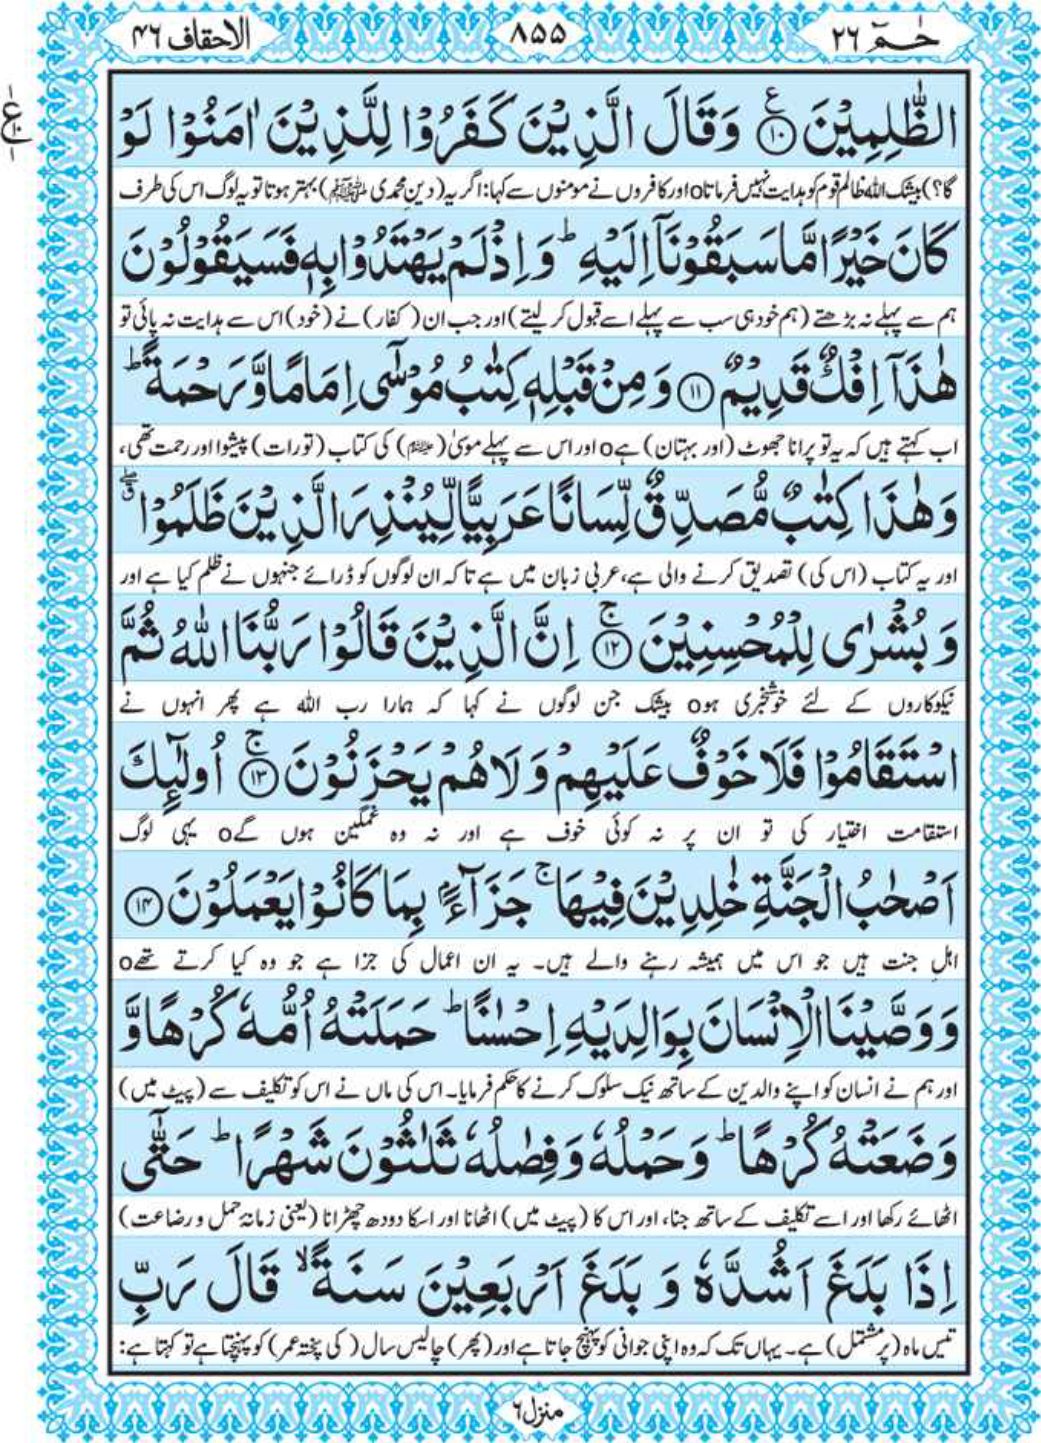 الاحقاف ۴۶ ۸۵۵ حٰمٓ ۲۶
ع
الظّٰلِمِیْنَ ﴿۱۰﴾ ع وَقَالَ الَّذِیْنَ کَفَرُوْا لِلَّذِیْنَ اٰمَنُوْا لَوْ
گا؟) بیشک اللہ ظالم قوم کو ہدایت نہیں فرماتاo اور کافروں نے مومنوں سے کہا: اگر یہ (دینِ محمدی ﷺ) بہتر ہوتا تو یہ لوگ اس کی طرف
کَانَ خَیْرًا مَّا سَبَقُوْنَاۤ اِلَیْهِ ؕ وَ اِذْ لَمْ یَهْتَدُوْا بِهٖ فَسَیَقُوْلُوْنَ
ہم سے پہلے نہ بڑھتے (ہم خود ہی سب سے پہلے اسے قبول کر لیتے) اور جب ان (کفار) نے (خود) اس سے ہدایت نہ پائی تو
هٰذَاۤ اِفْكٌ قَدِیْمٌ ﴿۱۱﴾ وَ مِنْ قَبْلِهٖ کِتٰبُ مُوْسٰۤی اِمَامًا وَّ رَحْمَةً ؕ
اب کہتے ہیں کہ یہ تو پرانا جھوٹ (اور بہتان) ہےo اور اس سے پہلے موسیٰ (علیہ السلام) کی کتاب (تورات) پیشوا اور رحمت تھی،
وَ هٰذَا کِتٰبٌ مُّصَدِّقٌ لِّسَانًا عَرَبِیًّا لِّیُنْذِرَ الَّذِیْنَ ظَلَمُوْا ۖۗ
اور یہ کتاب (اس کی) تصدیق کرنے والی ہے، عربی زبان میں ہے تاکہ ان لوگوں کو ڈرائے جنہوں نے ظلم کیا ہے اور
وَ بُشْرٰی لِلْمُحْسِنِیْنَ ﴿۱۲﴾ۚ اِنَّ الَّذِیْنَ قَالُوْا رَبُّنَا اللّٰهُ ثُمَّ
نیکوکاروں کے لئے خوشخبری ہوo بیشک جن لوگوں نے کہا کہ ہمارا رب اللہ ہے پھر انہوں نے
اسْتَقَامُوْا فَلَا خَوْفٌ عَلَیْهِمْ وَ لَا هُمْ یَحْزَنُوْنَ ﴿۱۳﴾ۚ اُولٰٓئِكَ
استقامت اختیار کی تو ان پر نہ کوئی خوف ہے اور نہ وہ غمگین ہوں گےo یہی لوگ
اَصْحٰبُ الْجَنَّةِ خٰلِدِیْنَ فِیْهَا ۚ جَزَآءًۢ بِمَا کَانُوْا یَعْمَلُوْنَ ﴿۱۴﴾
اہلِ جنت ہیں جو اس میں ہمیشہ رہنے والے ہیں۔ یہ ان اعمال کی جزا ہے جو وہ کیا کرتے تھےo
وَ وَصَّیْنَا الْاِنْسَانَ بِوَالِدَیْهِ اِحْسٰنًا ؕ حَمَلَتْهُ اُمُّهٗ کُرْهًا وَّ
اور ہم نے انسان کو اپنے والدین کے ساتھ نیک سلوک کرنے کا حکم فرمایا۔ اس کی ماں نے اس کو تکلیف سے (پیٹ میں)
وَضَعَتْهُ کُرْهًا ؕ وَ حَمْلُهٗ وَ فِصٰلُهٗ ثَلٰثُوْنَ شَهْرًا ؕ حَتّٰۤی
اٹھائے رکھا اور اسے تکلیف کے ساتھ جنا، اور اس کا (پیٹ میں) اٹھانا اور اسکا دودھ چھڑانا (یعنی زمانۂ حمل و رضاعت)
اِذَا بَلَغَ اَشُدَّهٗ وَ بَلَغَ اَرْبَعِیْنَ سَنَةً ۙ قَالَ رَبِّ
تیس ماہ (پر مشتمل) ہے۔ یہاں تک کہ وہ اپنی جوانی کو پہنچ جاتا ہے اور (پھر) چالیس سال (کی پختہ عمر) کو پہنچتا ہے تو کہتا ہے:
منزل ۶